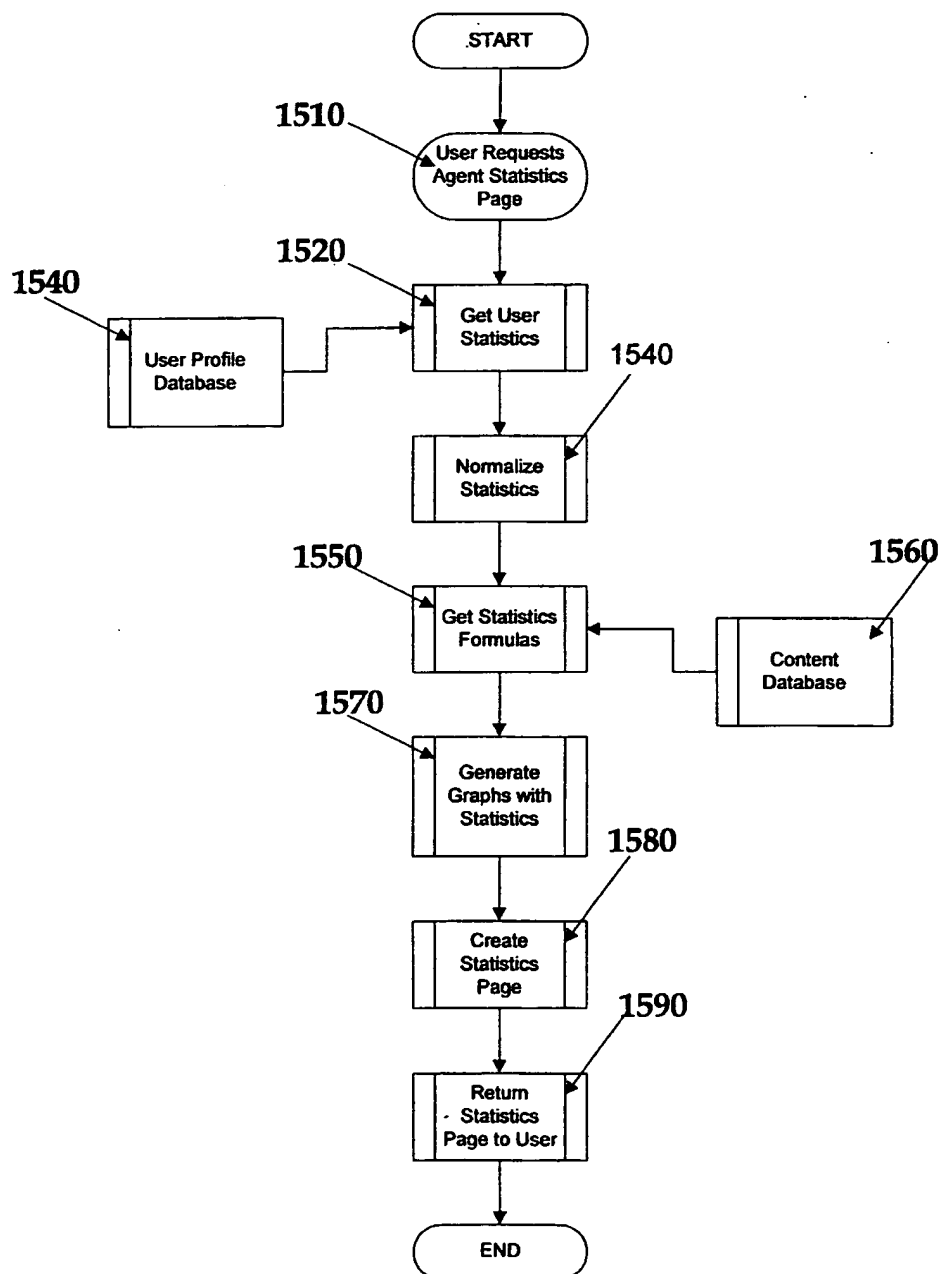 START
1510
User Requests
Agent Statistics
Page
1520
1540
Get User
Statistics
User Profile
Database
1540
Normalize
Statistics
1550
1560
Get Statistics
Formulas
Content
Database
1570
Generate
Graphs with
Statistics
1580
Create
Statistics
Page
1590
Return
Statistics
Page to User
END